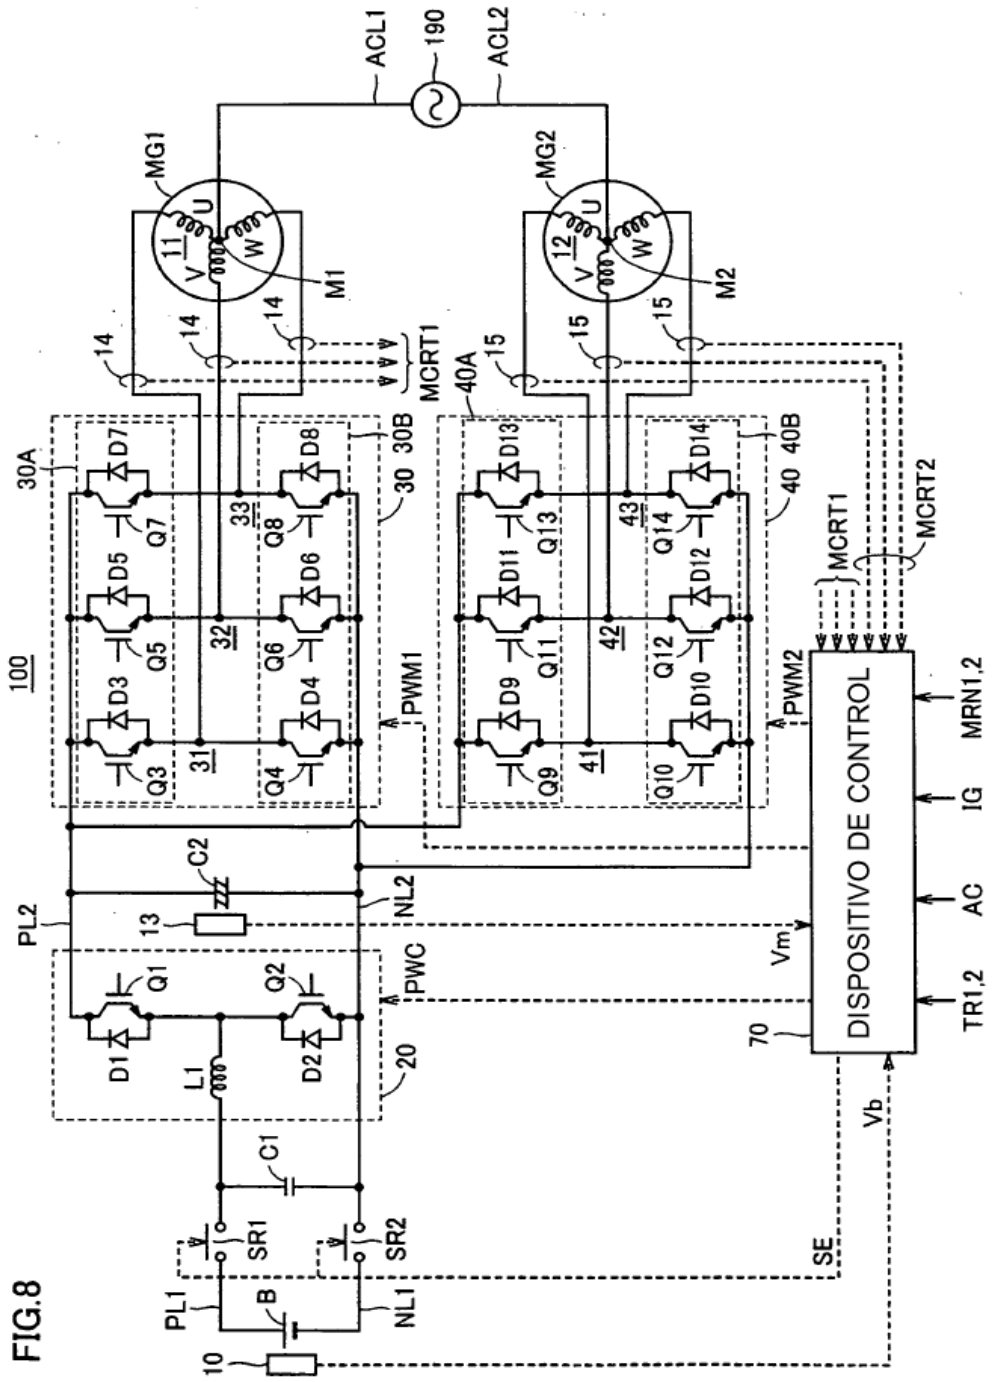 FIG.8
100
10
B
PL1
NL1
SR1
SR2
SE
C1
L1
D1
Q1
D2
Q2
20
PWC
PL2
13
C2
NL2
Vm
Vb
30A
Q3
D3
Q5
D5
Q7
D7
31
32
33
Q4
D4
Q6
D6
Q8
D8
30B
30
PWM1
14
14
14
MCRT1
MG1
11
U
V
W
M1
ACL1
190
ACL2
40A
Q9
D9
Q11
D11
Q13
D13
41
42
43
Q10
D10
Q12
D12
Q14
D14
40B
40
PWM2
15
15
15
MG2
12
U
V
W
M2
MCRT1
MCRT2
70
DISPOSITIVO DE CONTROL
TR1,2
AC
IG
MRN1,2